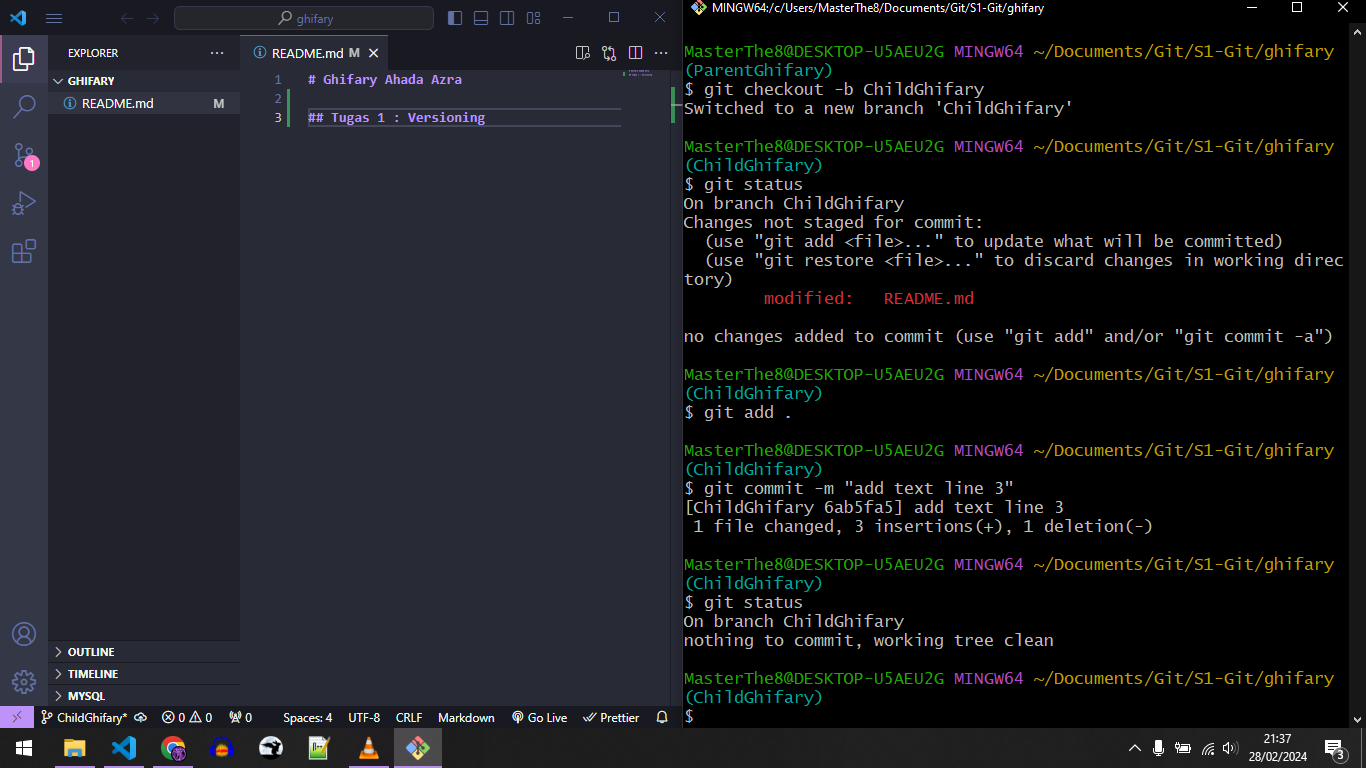 ghifary
EXPLORER
GHIFARY
README.md M
OUTLINE
TIMELINE
MYSQL
README.md M
1 # Ghifary Ahada Azra
2
3 ## Tugas 1 : Versioning
1
ChildGhifary* 0 0 0 Spaces: 4 UTF-8 CRLF Markdown Go Live Prettier
MINGW64:/c/Users/MasterThe8/Documents/Git/S1-Git/ghifary
MasterThe8@DESKTOP-U5AEU2G MINGW64 ~/Documents/Git/S1-Git/ghifary
(ParentGhifary)
$ git checkout -b ChildGhifary
Switched to a new branch 'ChildGhifary'
MasterThe8@DESKTOP-U5AEU2G MINGW64 ~/Documents/Git/S1-Git/ghifary
(ChildGhifary)
$ git status
On branch ChildGhifary
Changes not staged for commit:
  (use "git add <file>..." to update what will be committed)
  (use "git restore <file>..." to discard changes in working direc
tory)
        modified:   README.md
no changes added to commit (use "git add" and/or "git commit -a")
MasterThe8@DESKTOP-U5AEU2G MINGW64 ~/Documents/Git/S1-Git/ghifary
(ChildGhifary)
$ git add .
MasterThe8@DESKTOP-U5AEU2G MINGW64 ~/Documents/Git/S1-Git/ghifary
(ChildGhifary)
$ git commit -m "add text line 3"
[ChildGhifary 6ab5fa5] add text line 3
 1 file changed, 3 insertions(+), 1 deletion(-)
MasterThe8@DESKTOP-U5AEU2G MINGW64 ~/Documents/Git/S1-Git/ghifary
(ChildGhifary)
$ git status
On branch ChildGhifary
nothing to commit, working tree clean
MasterThe8@DESKTOP-U5AEU2G MINGW64 ~/Documents/Git/S1-Git/ghifary
(ChildGhifary)
$
21:37
28/02/2024
3